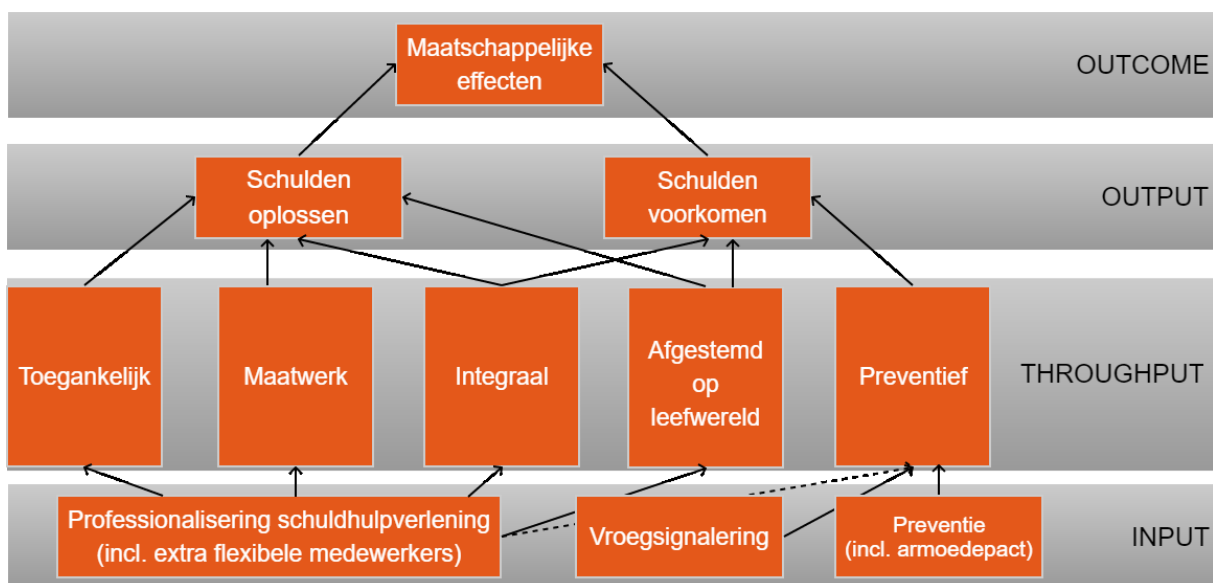 Maatschappelijke
effecten
OUTCOME
Schulden
oplossen
Schulden
voorkomen
OUTPUT
Toegankelijk
Maatwerk
Integraal
Afgestemd
op
leefwereld
Preventief
THROUGHPUT
Professionalisering schuldhulpverlening
(incl. extra flexibele medewerkers)
Vroegsignalering
Preventie
(incl. armoedepact)
INPUT